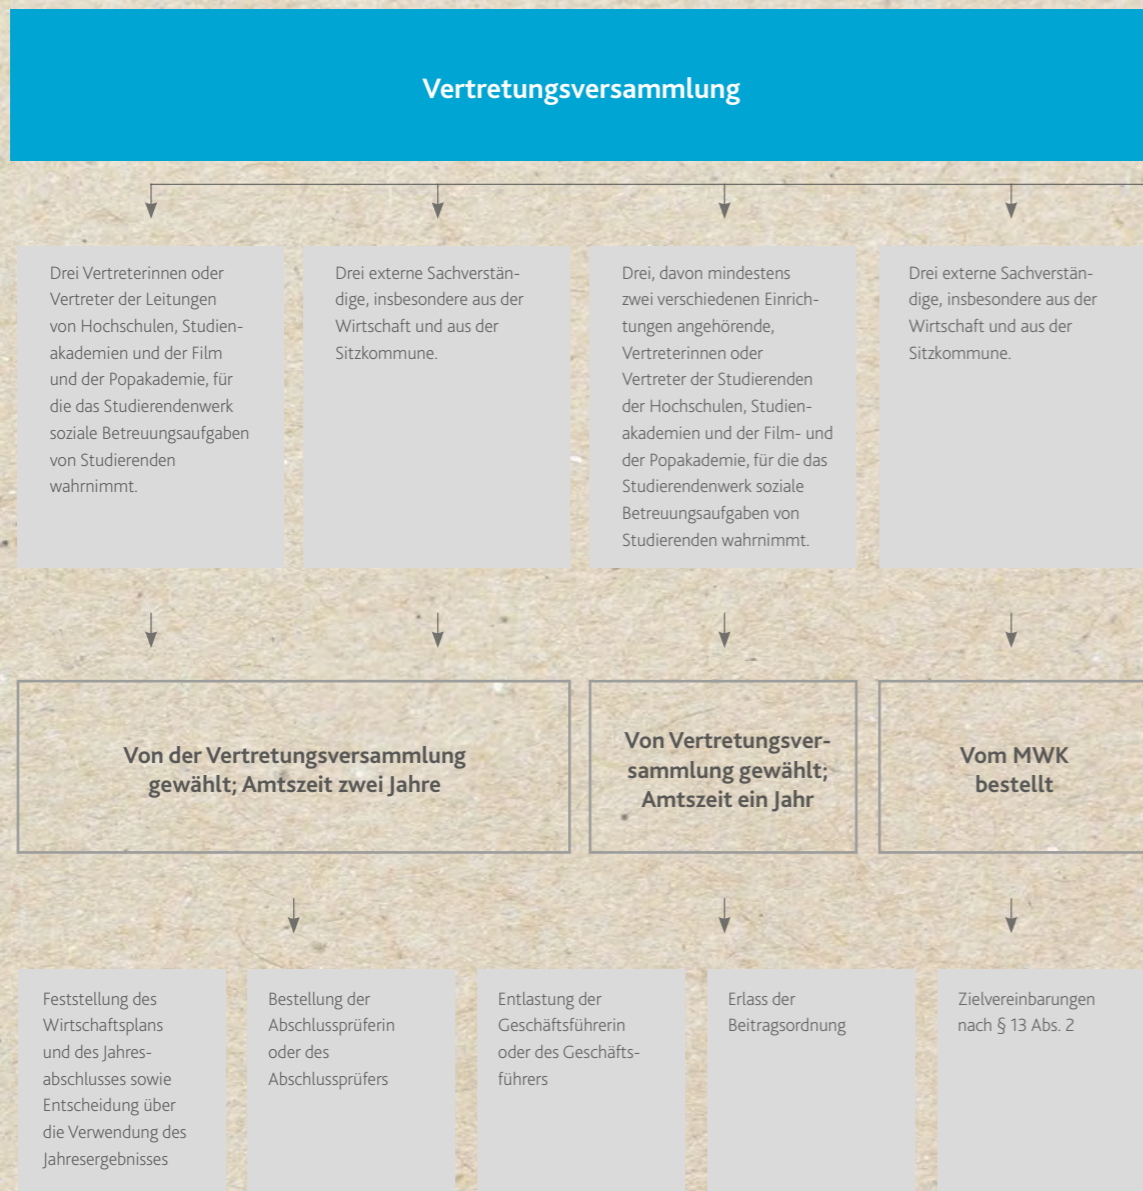 Vertretungsversammlung
Drei Vertreterinnen oder
Vertreter der Leitungen
von Hochschulen, Studien-
akademien und der Film
und der Popakademie, für
die das Studierendenwerk
soziale Betreuungsaufgaben
von Studierenden
wahrnimmt.
Drei externe Sachverstän-
dige, insbesondere aus der
Wirtschaft und aus der
Sitzkommune.
Drei, davon mindestens
zwei verschiedenen Einrich-
tungen angehörende,
Vertreterinnen oder
Vertreter der Studierenden
der Hochschulen, Studien-
akademien und der Film- und
der Popakademie, für die das
Studierendenwerk soziale
Betreuungsaufgaben von
Studierenden wahrnimmt.
Drei externe Sachverstän-
dige, insbesondere aus der
Wirtschaft und aus der
Sitzkommune.
Von der Vertretungsversammlung
gewählt; Amtszeit zwei Jahre
Von Vertretungsver-
sammlung gewählt;
Amtszeit ein Jahr
Vom MWK
bestellt
Feststellung des
Wirtschaftsplans
und des Jahres-
abschlusses sowie
Entscheidung über
die Verwendung des
Jahresergebnisses
Bestellung der
Abschlussprüferin
oder des
Abschlussprüfers
Entlastung der
Geschäftsführerin
oder des Geschäfts-
führers
Erlass der
Beitragsordnung
Zielvereinbarungen
nach § 13 Abs. 2